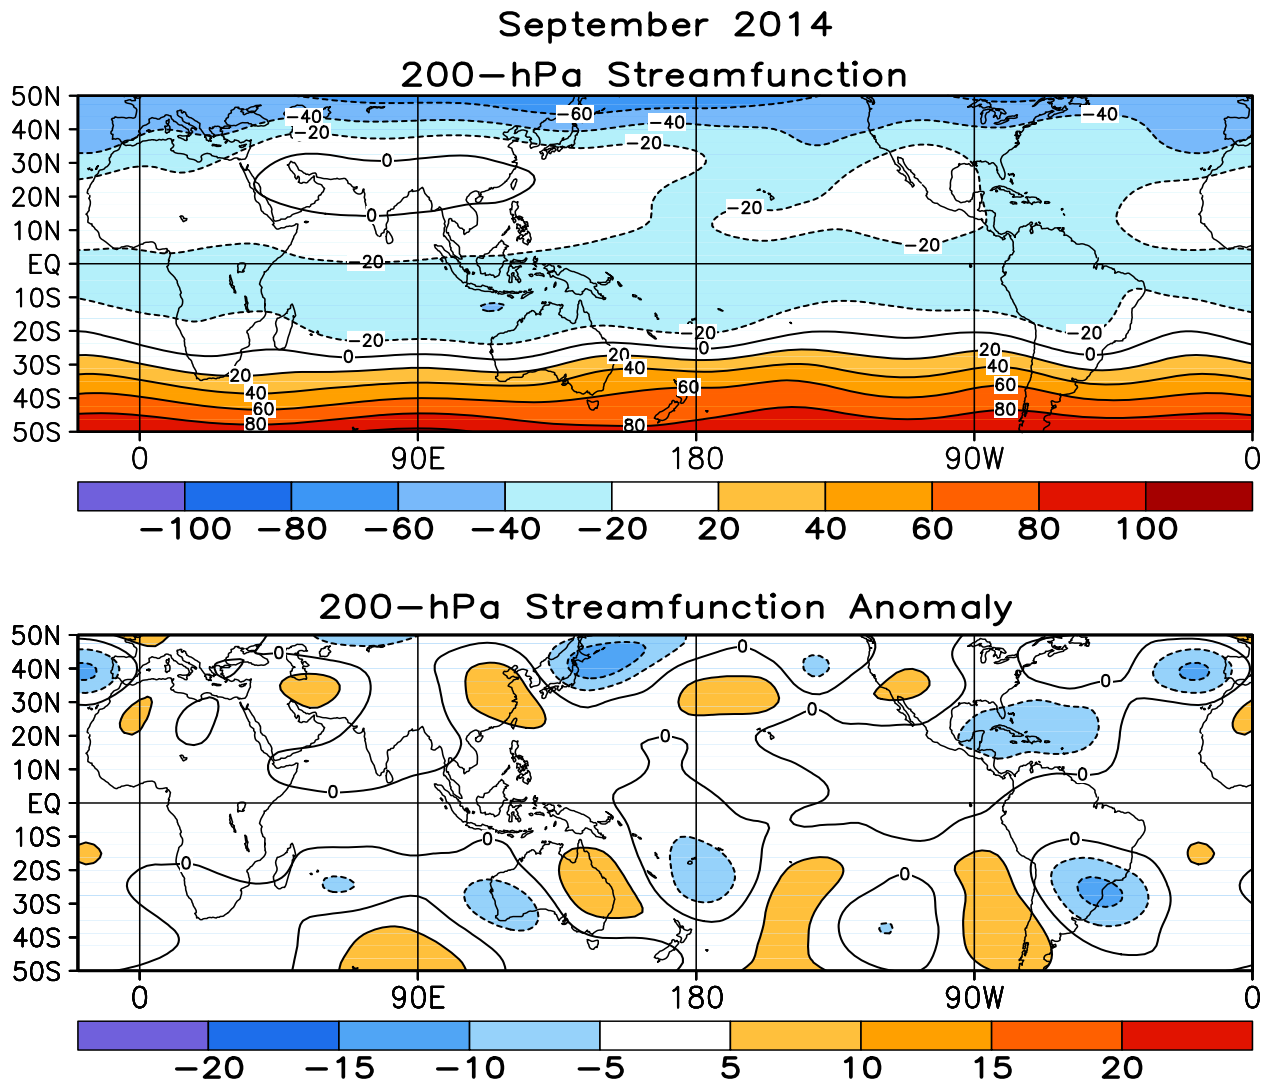 September 2014
200-hPa Streamfunction
50N
40N
30N
20N
10N
EQ
10S
20S
30S
40S
50S
-40
-20
-60
-40
-20
-40
0
0
-20
-20
-20
-20
-20
-20
0
0
0
20
20
20
40
40
40
60
60
60
80
80
80
0 90E 180 90W 0
-100 -80 -60 -40 -20 20 40 60 80 100
200-hPa Streamfunction Anomaly
50N
40N
30N
20N
10N
EQ
10S
20S
30S
40S
50S
0
0
0
0
0
0
0
0
0
0
0
0 90E 180 90W 0
-20 -15 -10 -5 5 10 15 20